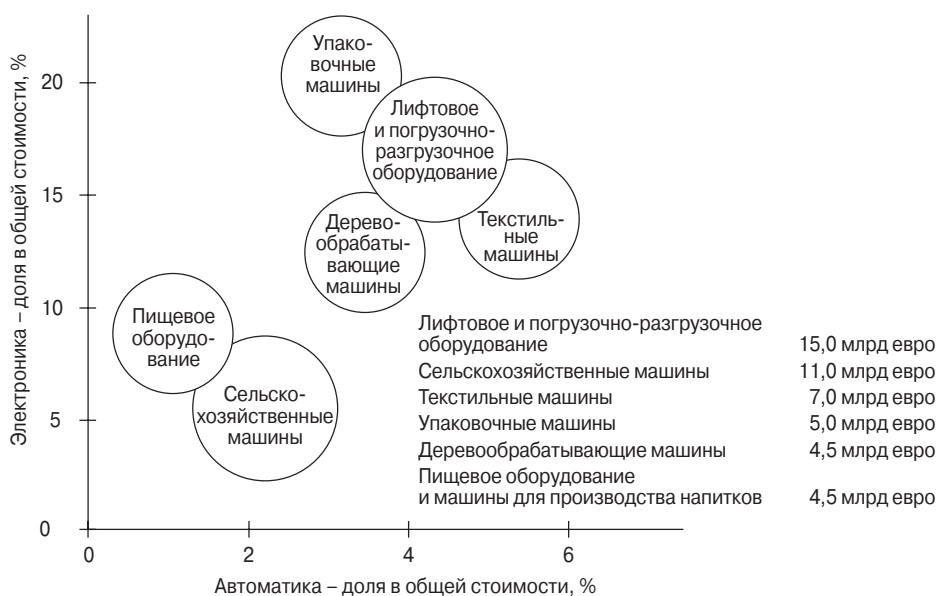 Электроника – доля в общей стоимости, %
20
15
10
5
0
0
2
4
6
Автоматика – доля в общей стоимости, %
Упако-
вочные
машины
Лифтовое
и погрузочно-
разгрузочное
оборудование
Текстиль-
ные
машины
Дерево-
обрабаты-
вающие
машины
Пищевое
оборудо-
вание
Сельско-
хозяйственные
машины
Лифтовое и погрузочно-разгрузочное
оборудование 15,0 млрд евро
Сельскохозяйственные машины 11,0 млрд евро
Текстильные машины 7,0 млрд евро
Упаковочные машины 5,0 млрд евро
Деревообрабатывающие машины 4,5 млрд евро
Пищевое оборудование
и машины для производства напитков 4,5 млрд евро